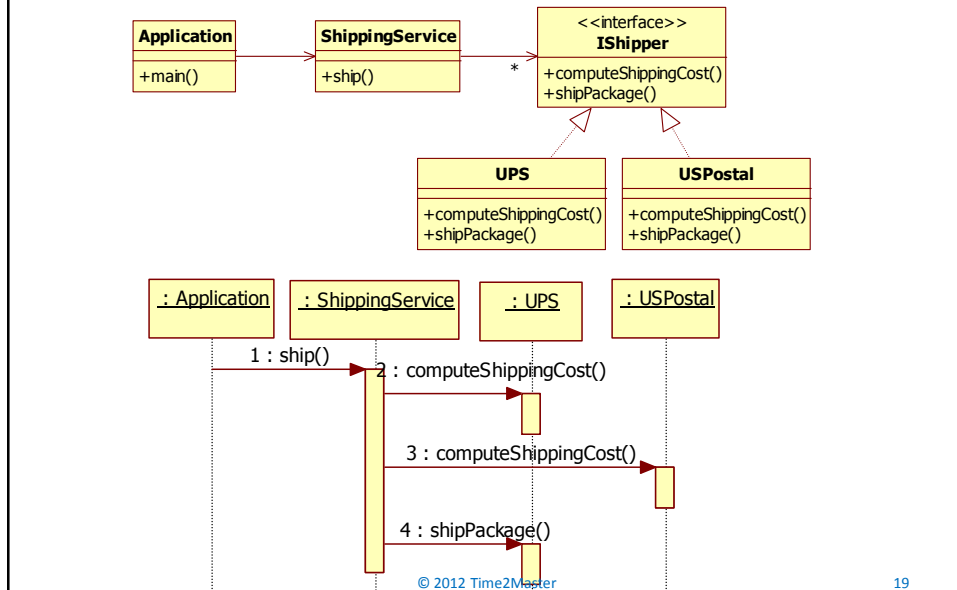 Application
+main()
ShippingService
+ship()
*
<<interface>>
IShipper
+computeShippingCost()
+shipPackage()
UPS
+computeShippingCost()
+shipPackage()
USPostal
+computeShippingCost()
+shipPackage()
: Application
: ShippingService
: UPS
: USPostal
1 : ship()
2 : computeShippingCost()
3 : computeShippingCost()
4 : shipPackage()
© 2012 Time2Master
19